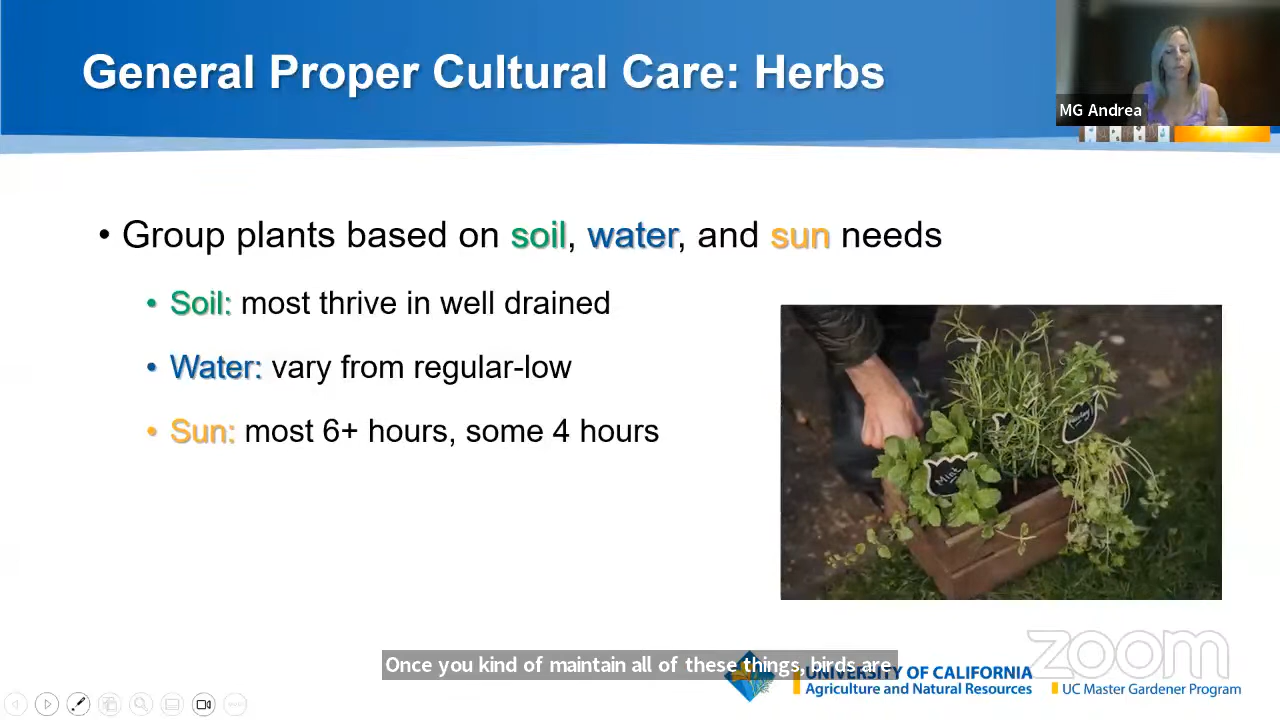 General Proper Cultural Care: Herbs
MG Andrea
• Group plants based on soil, water, and sun needs
• Soil: most thrive in well drained
• Water: vary from regular-low
• Sun: most 6+ hours, some 4 hours
Mint
zoom
Once you kind of maintain all of these things, birds are
UNIVERSITY OF CALIFORNIA
Agriculture and Natural Resources
UC Master Gardener Program